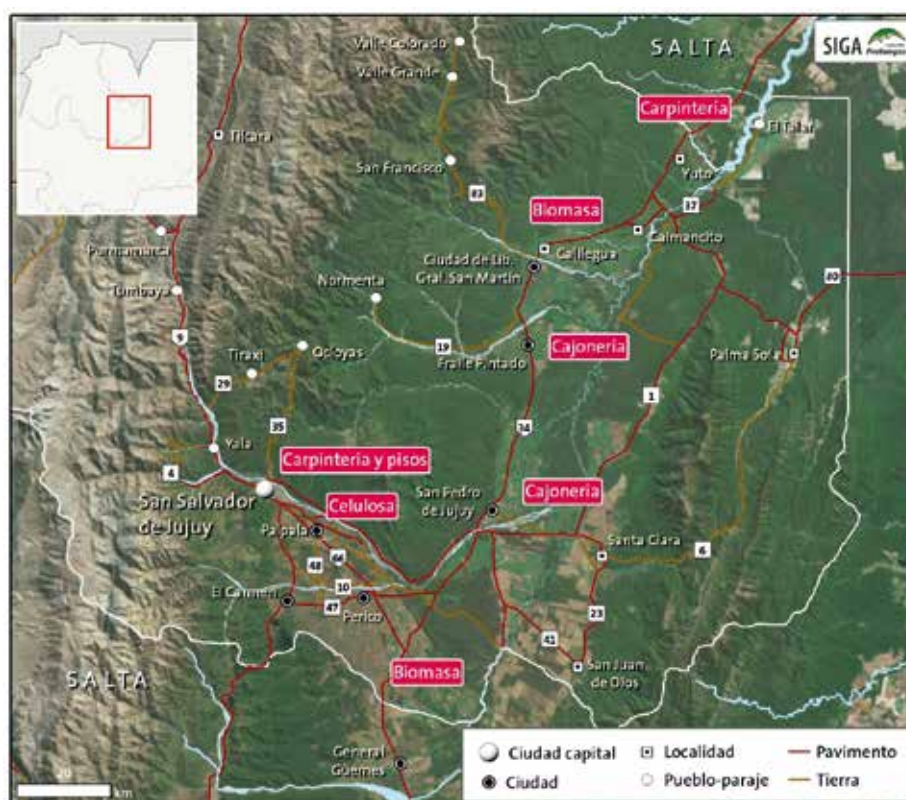 Valle Colorado
SALTA
SIGA
Valle Grande
Carpintería
El Talar
Tilcara
San Francisco
Yuto
83
37
Biomasa
Caimancito
Purmamarca
Calilegua
Ciudad de Lib.
Gral. San Martín
80
Tumbaya
Normenta
9
19
Cajonería
Fraile Pintado
Palma Sola
Tiraxi
Ocloyas
29
1
35
34
Yala
4
Carpintería y pisos
San Salvador
de Jujuy
Celulosa
San Pedro
de Jujuy
Cajonería
Palpalá
Santa Clara
6
66
48
10
El Carmen
47
Perico
23
41
San Juan
de Dios
Biomasa
SALTA
General
Güemes
20
km
Ciudad capital
Localidad
Pavimento
Ciudad
Pueblo-paraje
Tierra